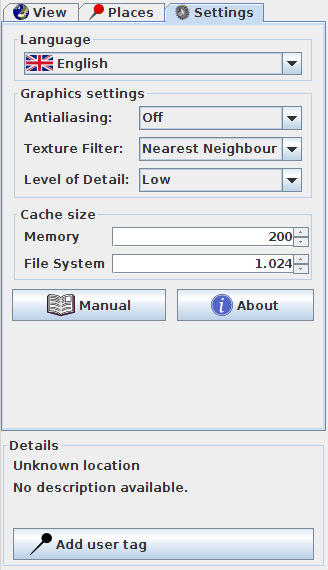 View Places Settings
Language
English
Graphics settings
Antialiasing: Off
Texture Filter: Nearest Neighbour
Level of Detail: Low
Cache size
Memory 200
File System 1.024
Manual About
Details
Unknown location
No description available.
Add user tag